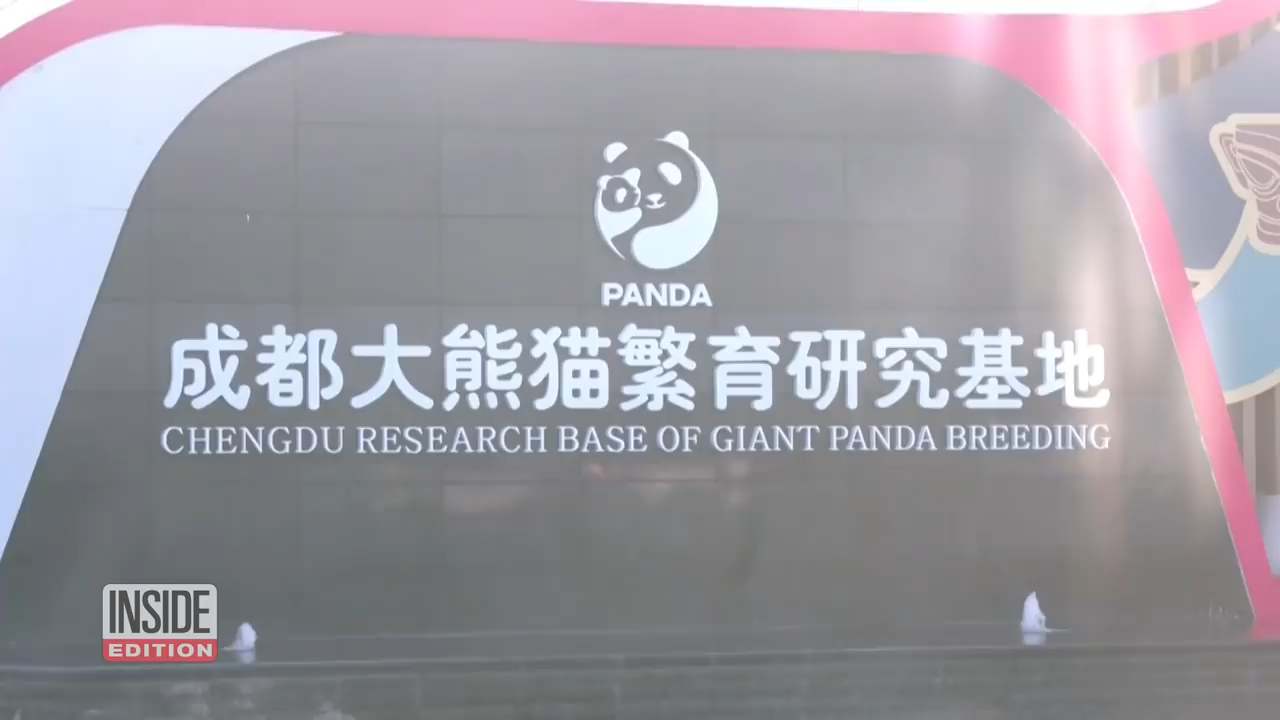 PANDA
成都大熊猫繁育研究基地
CHENGDU RESEARCH BASE OF GIANT PANDA BREEDING
INSIDE
EDITION